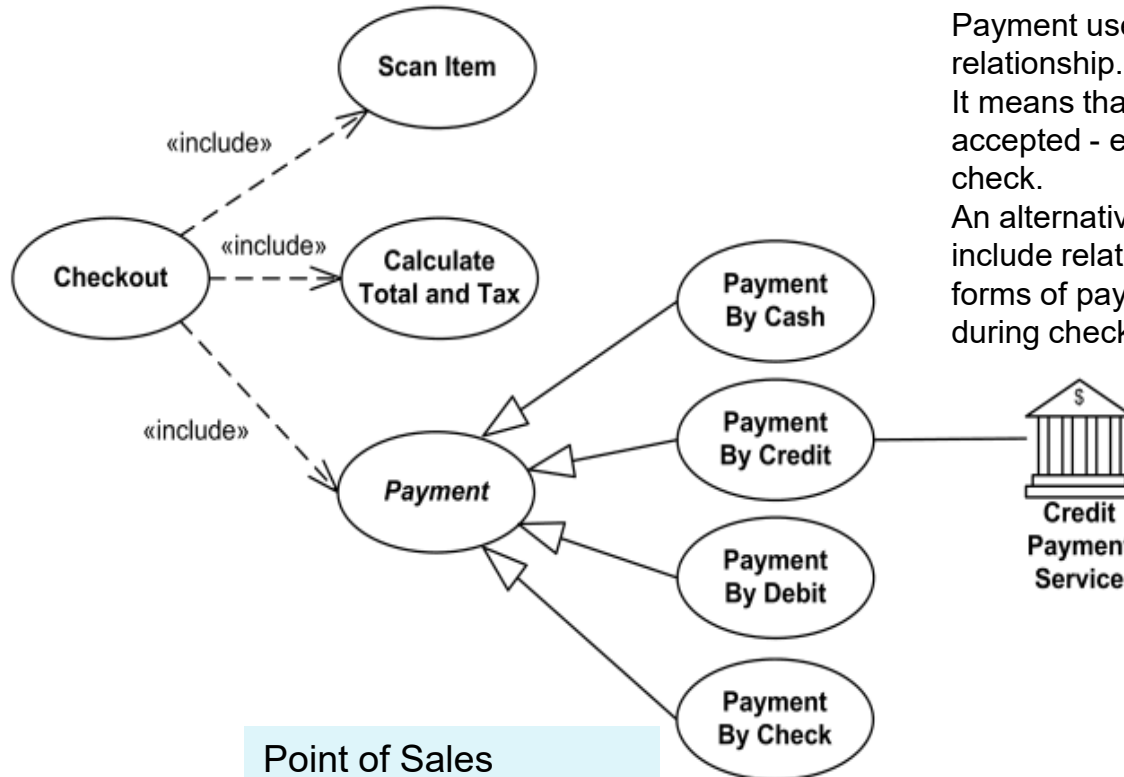 Payment use
relationship.
It means tha
accepted - e
check.
An alternativ
include relat
forms of pay
during check
Scan Item
«include»
Checkout
«include»
Calculate
Total and Tax
«include»
Payment
Payment
By Cash
Payment
By Credit
Payment
By Debit
Payment
By Check
$
Credit
Payment
Service
Point of Sales